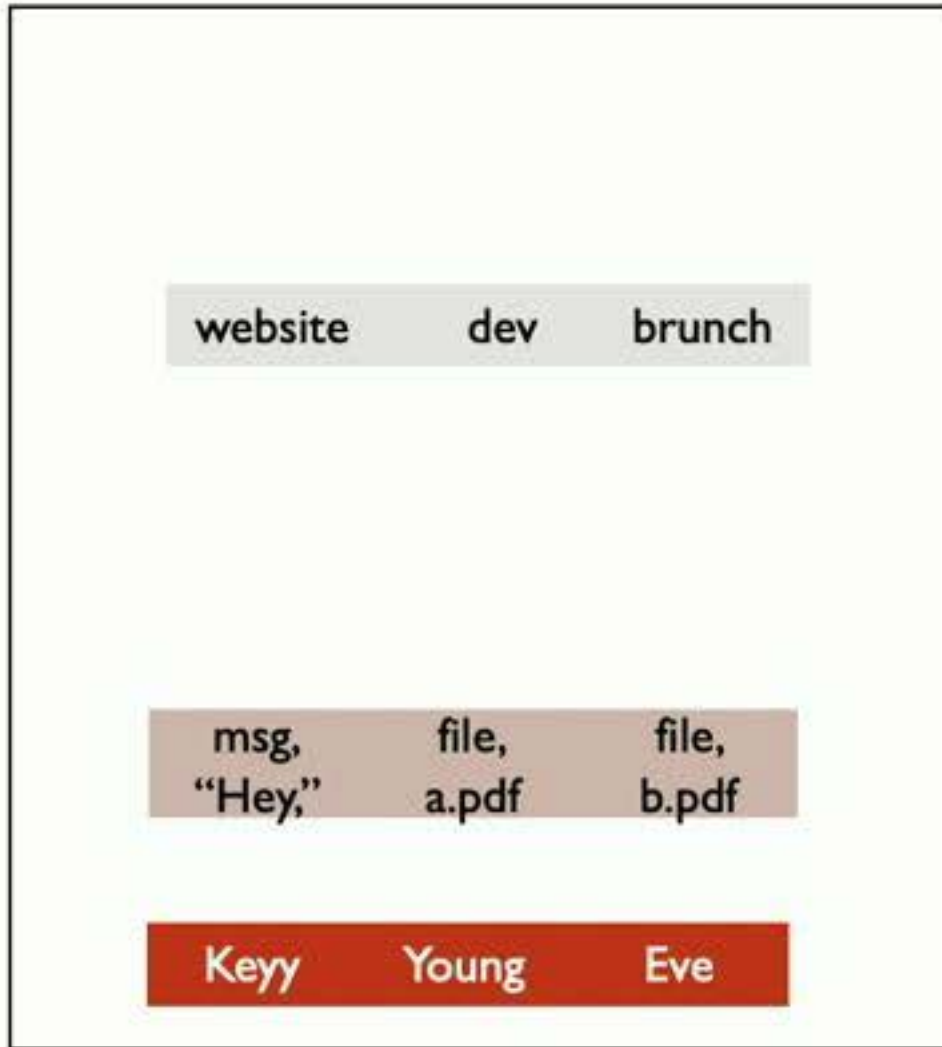 website dev brunch
msg, file, file,
“Hey,” a.pdf b.pdf
Keyy Young Eve